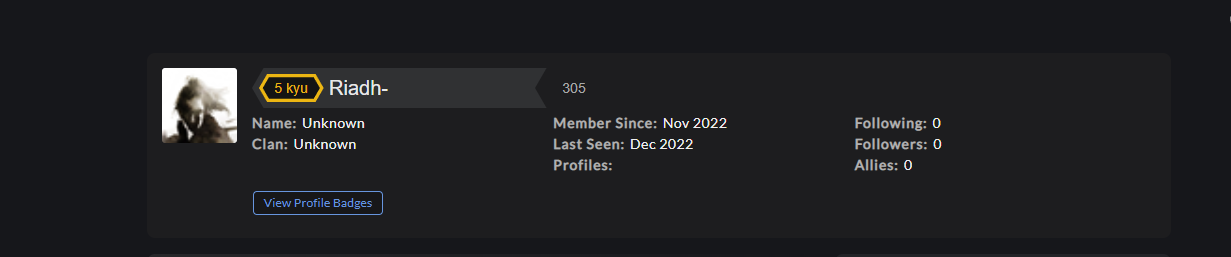 5 kyu Riadh- 305
Name: Unknown Member Since: Nov 2022 Following: 0
Clan: Unknown Last Seen: Dec 2022 Followers: 0
Profiles: Allies: 0
View Profile Badges